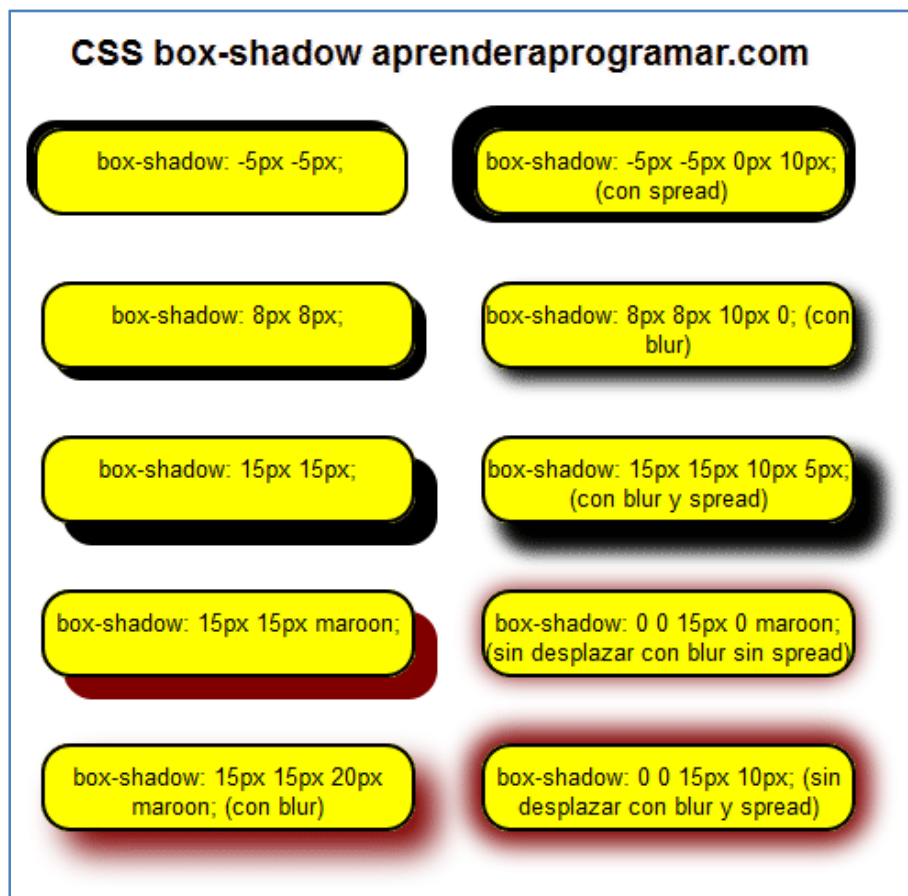 CSS box-shadow aprenderaprogramar.com
box-shadow: -5px -5px;
box-shadow: -5px -5px 0px 10px;
(con spread)
box-shadow: 8px 8px;
box-shadow: 8px 8px 10px 0; (con
blur)
box-shadow: 15px 15px;
box-shadow: 15px 15px 10px 5px;
(con blur y spread)
box-shadow: 15px 15px maroon;
box-shadow: 0 0 15px 0 maroon;
(sin desplazar con blur sin spread)
box-shadow: 15px 15px 20px
maroon; (con blur)
box-shadow: 0 0 15px 10px; (sin
desplazar con blur y spread)